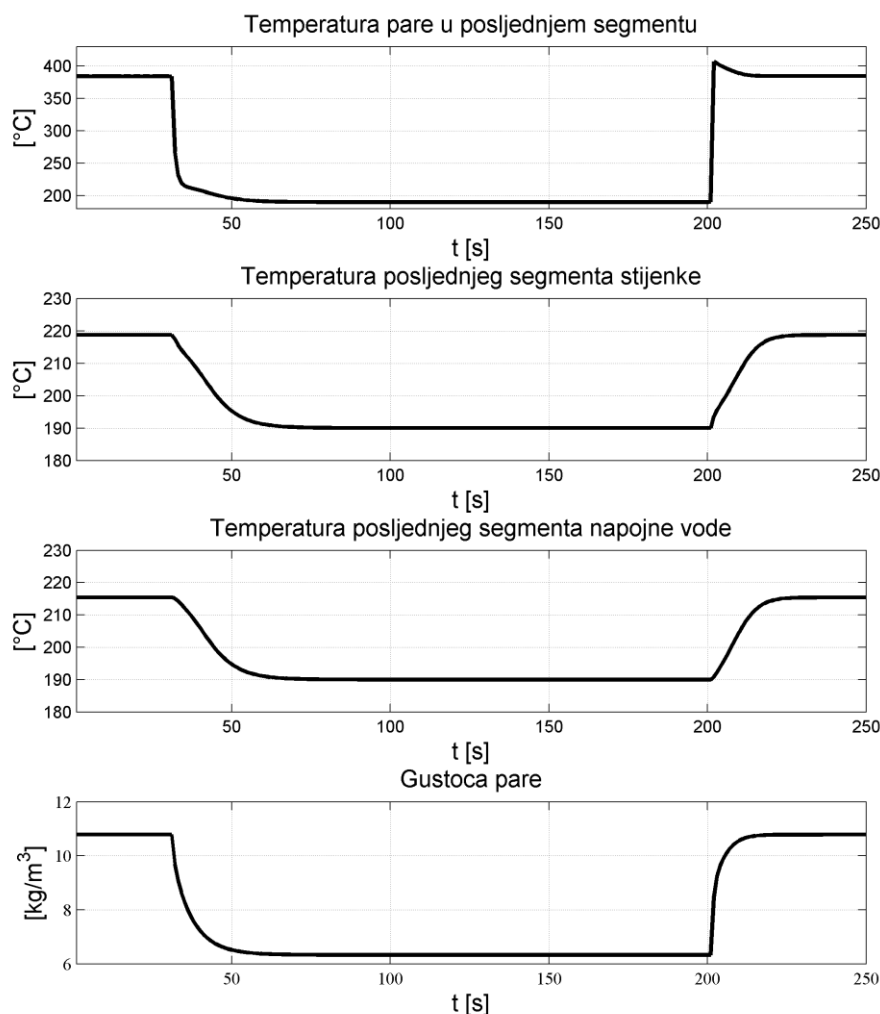 Temperatura pare u posljednjem segmentu
[°C]
400
350
300
250
200
50 100 150 200 250
t [s]
Temperatura posljednjeg segmenta stijenke
[°C]
230
220
210
200
190
180
50 100 150 200 250
t [s]
Temperatura posljednjeg segmenta napojne vode
[°C]
230
220
210
200
190
180
50 100 150 200 250
t [s]
Gustoca pare
[kg/m³]
12
10
8
6
50 100 150 200 250
t [s]